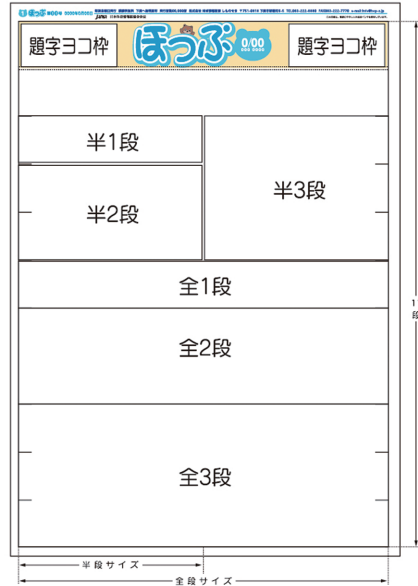 ほっぷ
題字ヨコ枠
ほっぷ
0/00
題字ヨコ枠
半1段
半2段
半3段
全1段
全2段
全3段
1
段
半段サイズ
全段サイズ